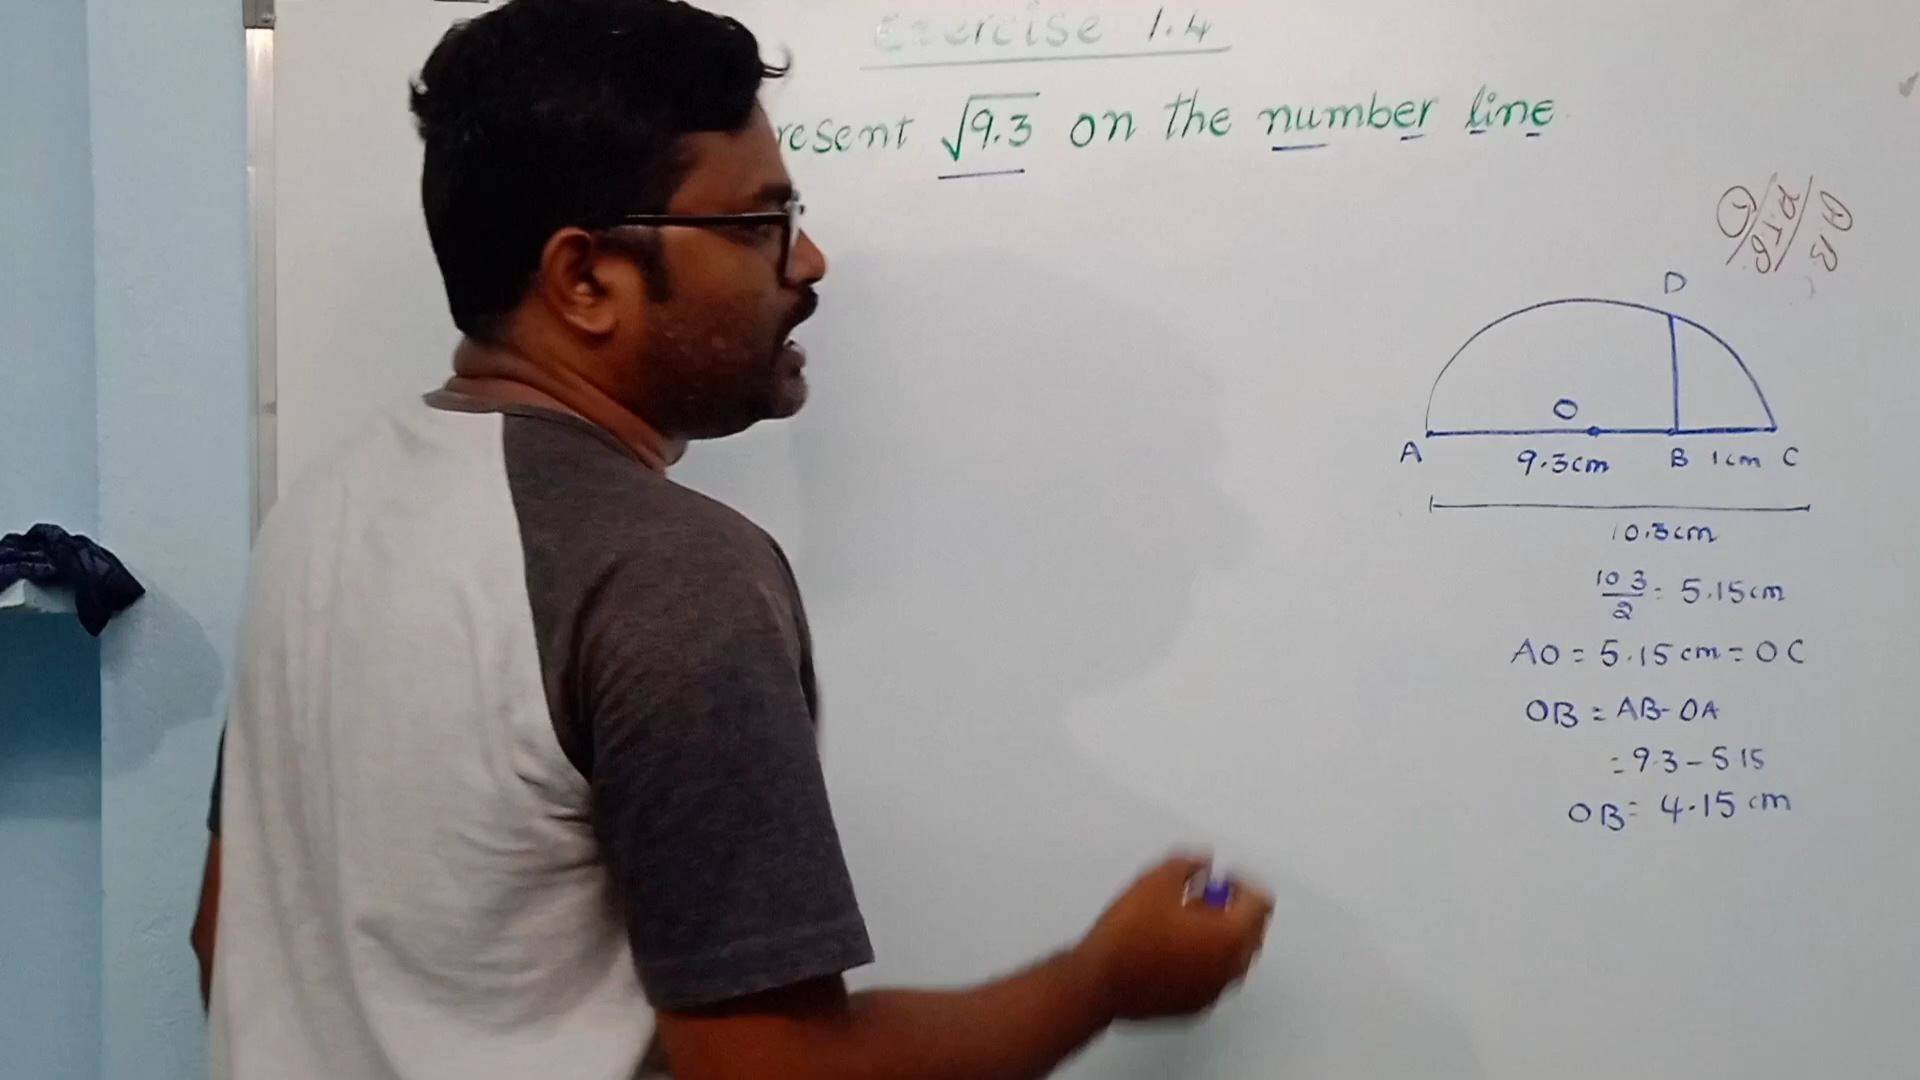 Exercise 1.4
resent √9.3 on the number line.
D
O
A 9.3cm B 1cm C
10.3cm
10 3/2 = 5.15cm
AO = 5.15 cm = OC
OB = AB - OA
= 9.3 - 5.15
OB = 4.15 cm